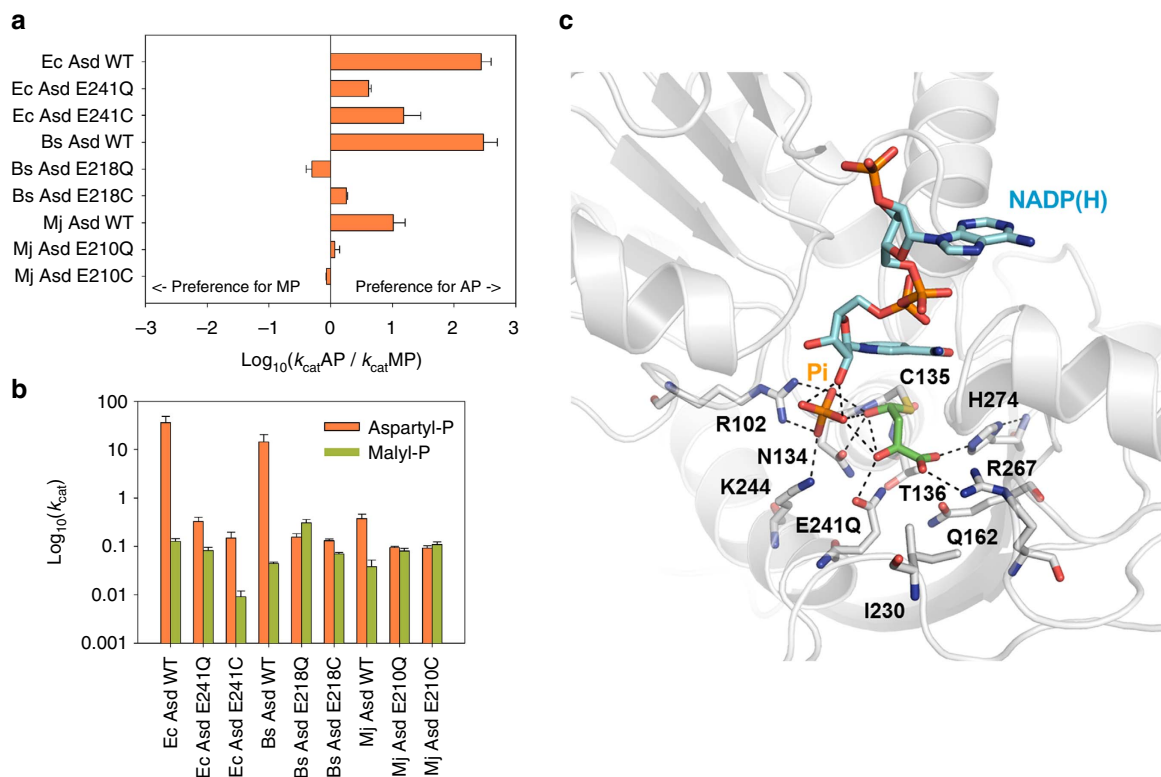 a
Ec Asd WT
Ec Asd E241Q
Ec Asd E241C
Bs Asd WT
Bs Asd E218Q
Bs Asd E218C
Mj Asd WT
Mj Asd E210Q
Mj Asd E210C
<- Preference for MP
Preference for AP ->
−3 −2 −1 0 1 2 3
Log10(kcatAP / kcatMP)
b
Log10(kcat)
100
10
1
0.1
0.01
0.001
Aspartyl-P
Malyl-P
Ec Asd WT
Ec Asd E241Q
Ec Asd E241C
Bs Asd WT
Bs Asd E218Q
Bs Asd E218C
Mj Asd WT
Mj Asd E210Q
Mj Asd E210C
c
NADP(H)
Pi
C135
R102
H274
N134
R267
K244
T136
E241Q
Q162
I230